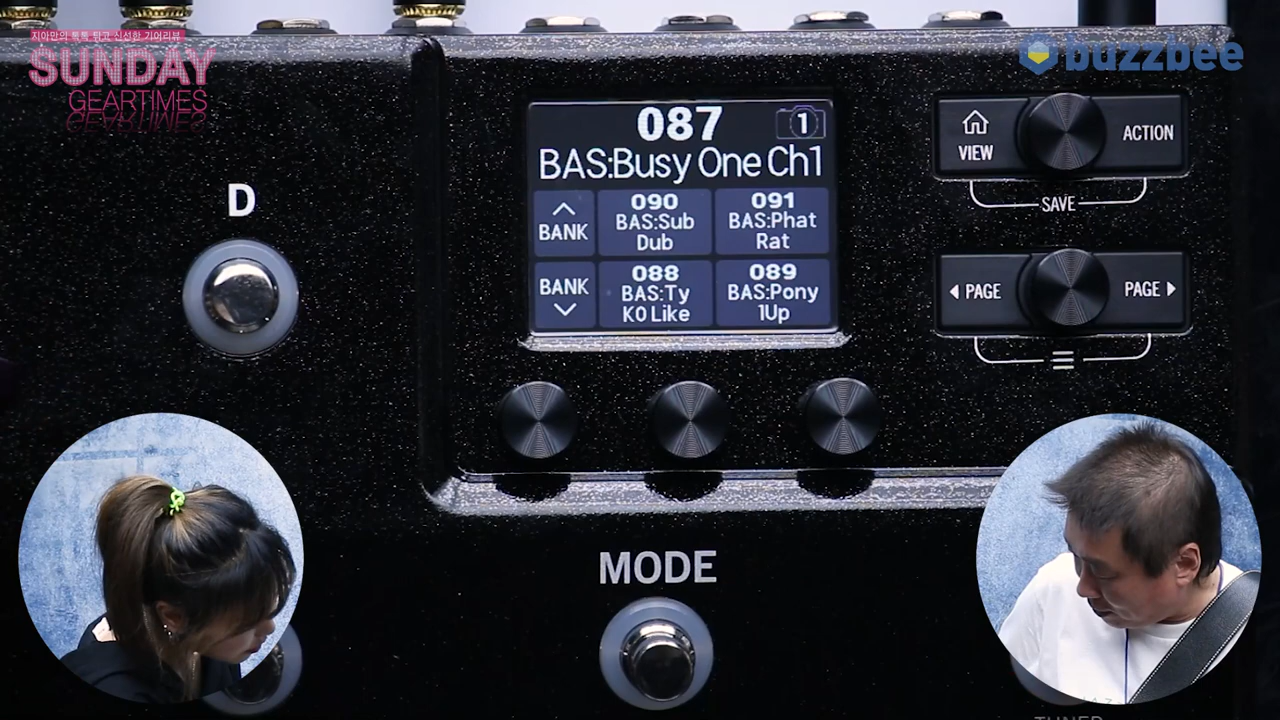 지아만의 톡톡 튀고 신선한 기어리뷰
SUNDAY
GEARTIMES
buzzbee
D
087
1
BAS:Busy One Ch1
BANK
090
BAS:Sub
Dub
091
BAS:Phat
Rat
BANK
088
BAS:Ty
KO Like
089
BAS:Pony
1Up
VIEW
ACTION
SAVE
PAGE
PAGE
MODE
TUNER